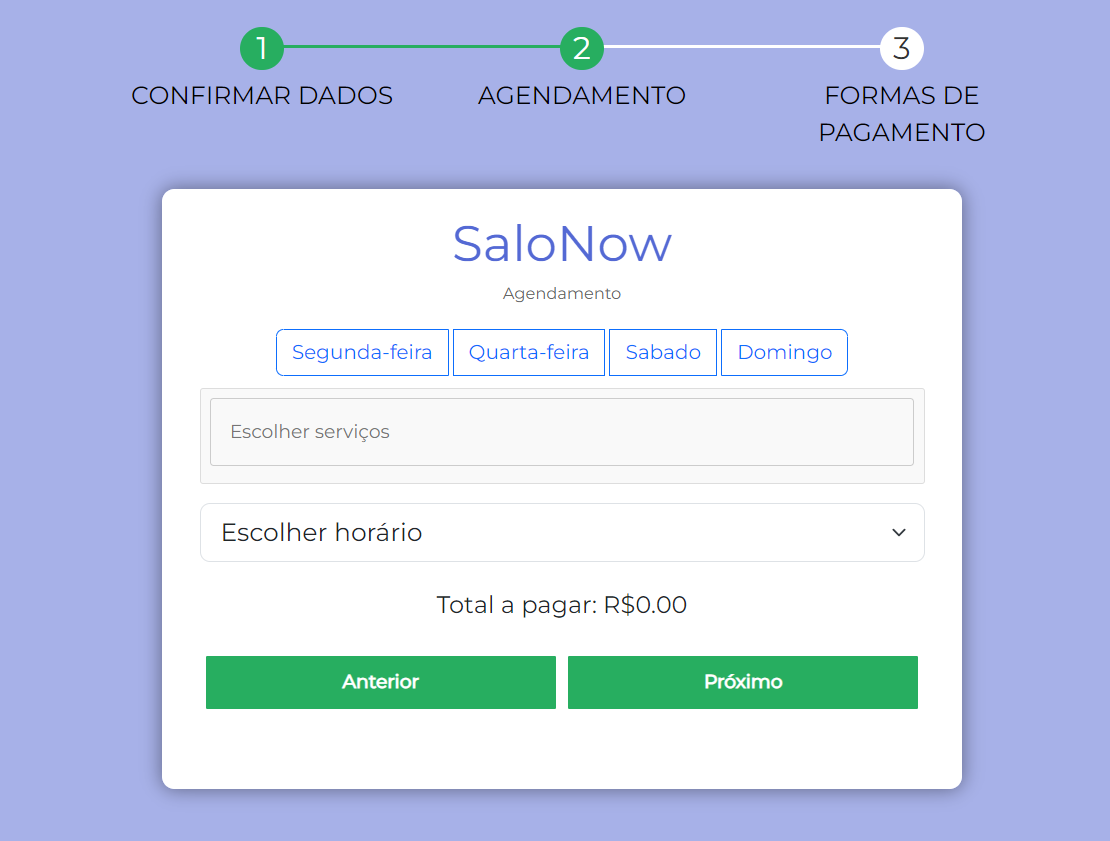 1
2
3
CONFIRMAR DADOS
AGENDAMENTO
FORMAS DE
PAGAMENTO
SaloNow
Agendamento
Segunda-feira Quarta-feira Sabado Domingo
Escolher serviços
Escolher horário
Total a pagar: R$0.00
Anterior Próximo